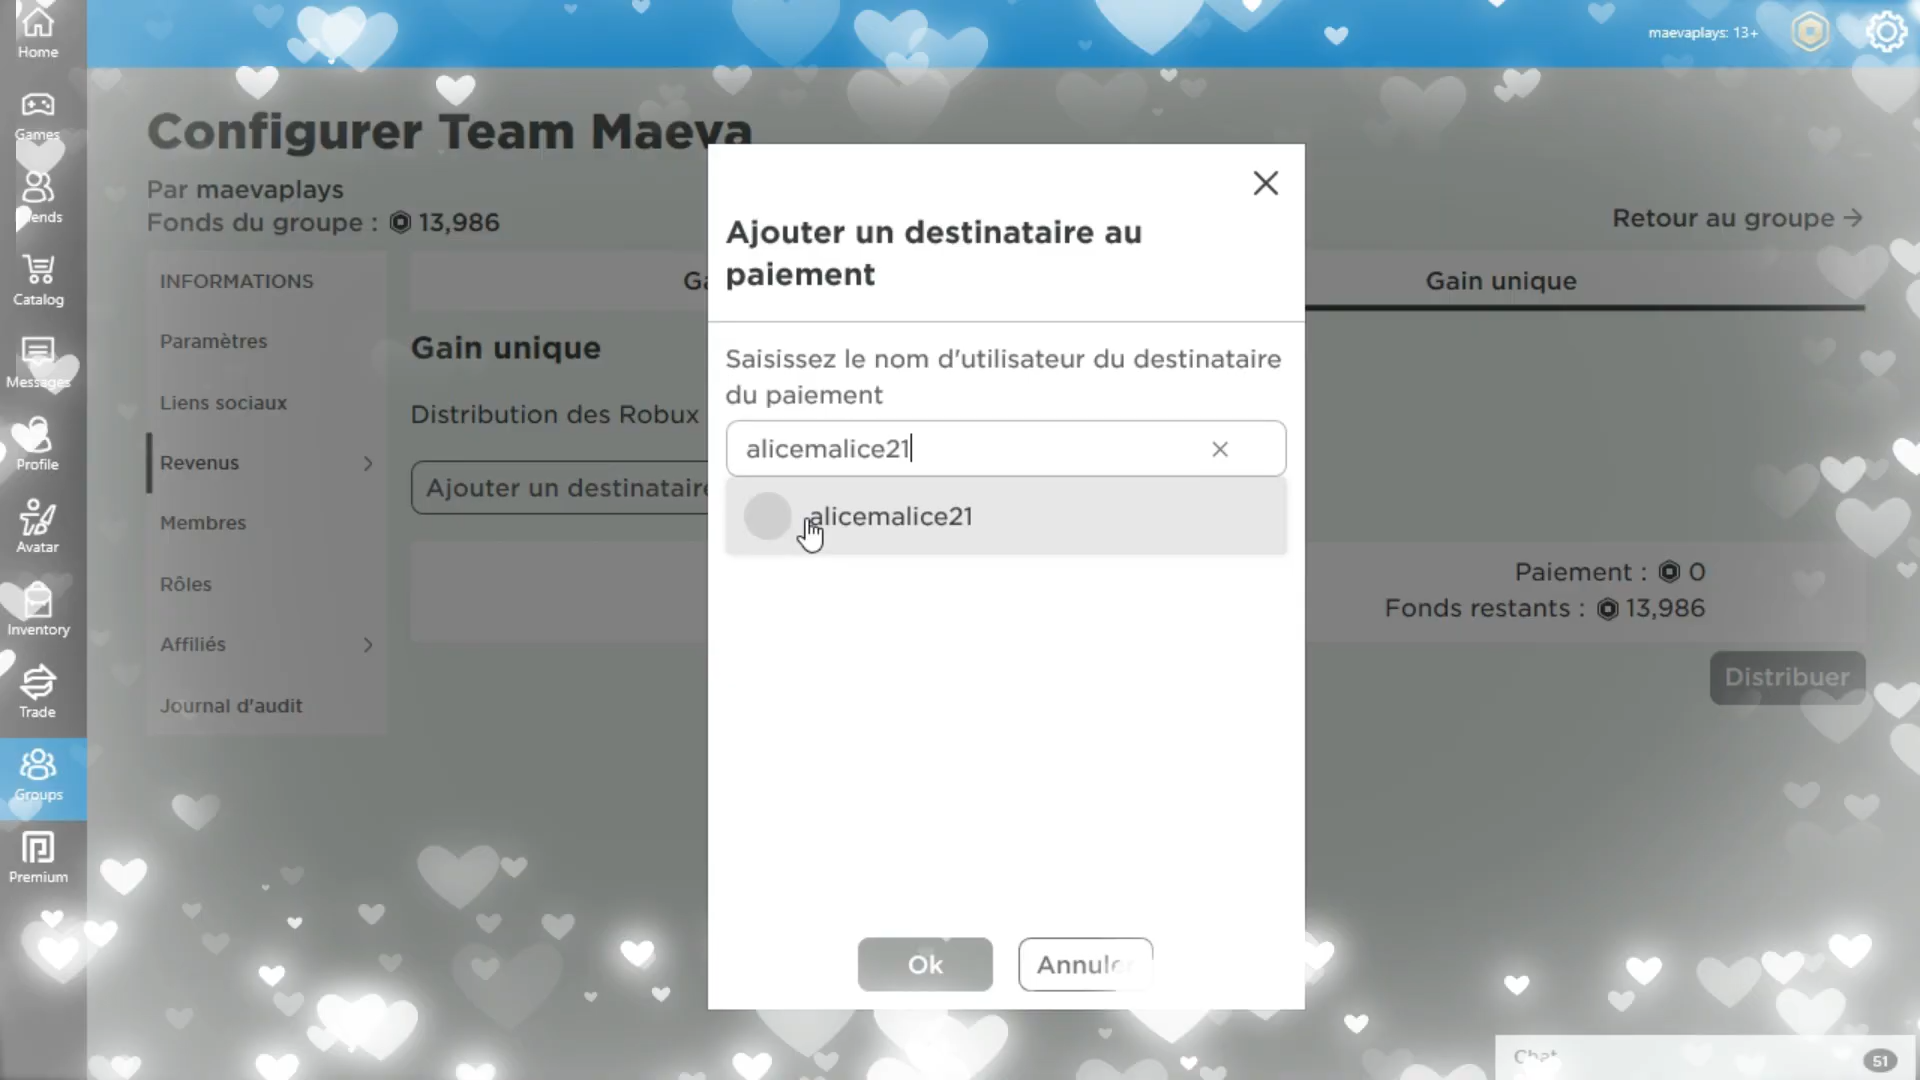 Home
Games
Catalog
Messages
Profile
Avatar
Inventory
Trade
Groups
Premium
maevaplays: 13+
Configurer Team Maeva
Par maevaplays
Fonds du groupe : 13,986
Retour au groupe →
INFORMATIONS
Paramètres
Liens sociaux
Revenus
Membres
Rôles
Affiliés
Journal d'audit
Gain unique
Gain unique
Distribution des Robux
Ajouter un destinataire
Paiement : 0
Fonds restants : 13,986
Distribuer
Ajouter un destinataire au
paiement
Saisissez le nom d'utilisateur du destinataire
du paiement
alicemalice21
alicemalice21
Ok
Annuler
Chat
51